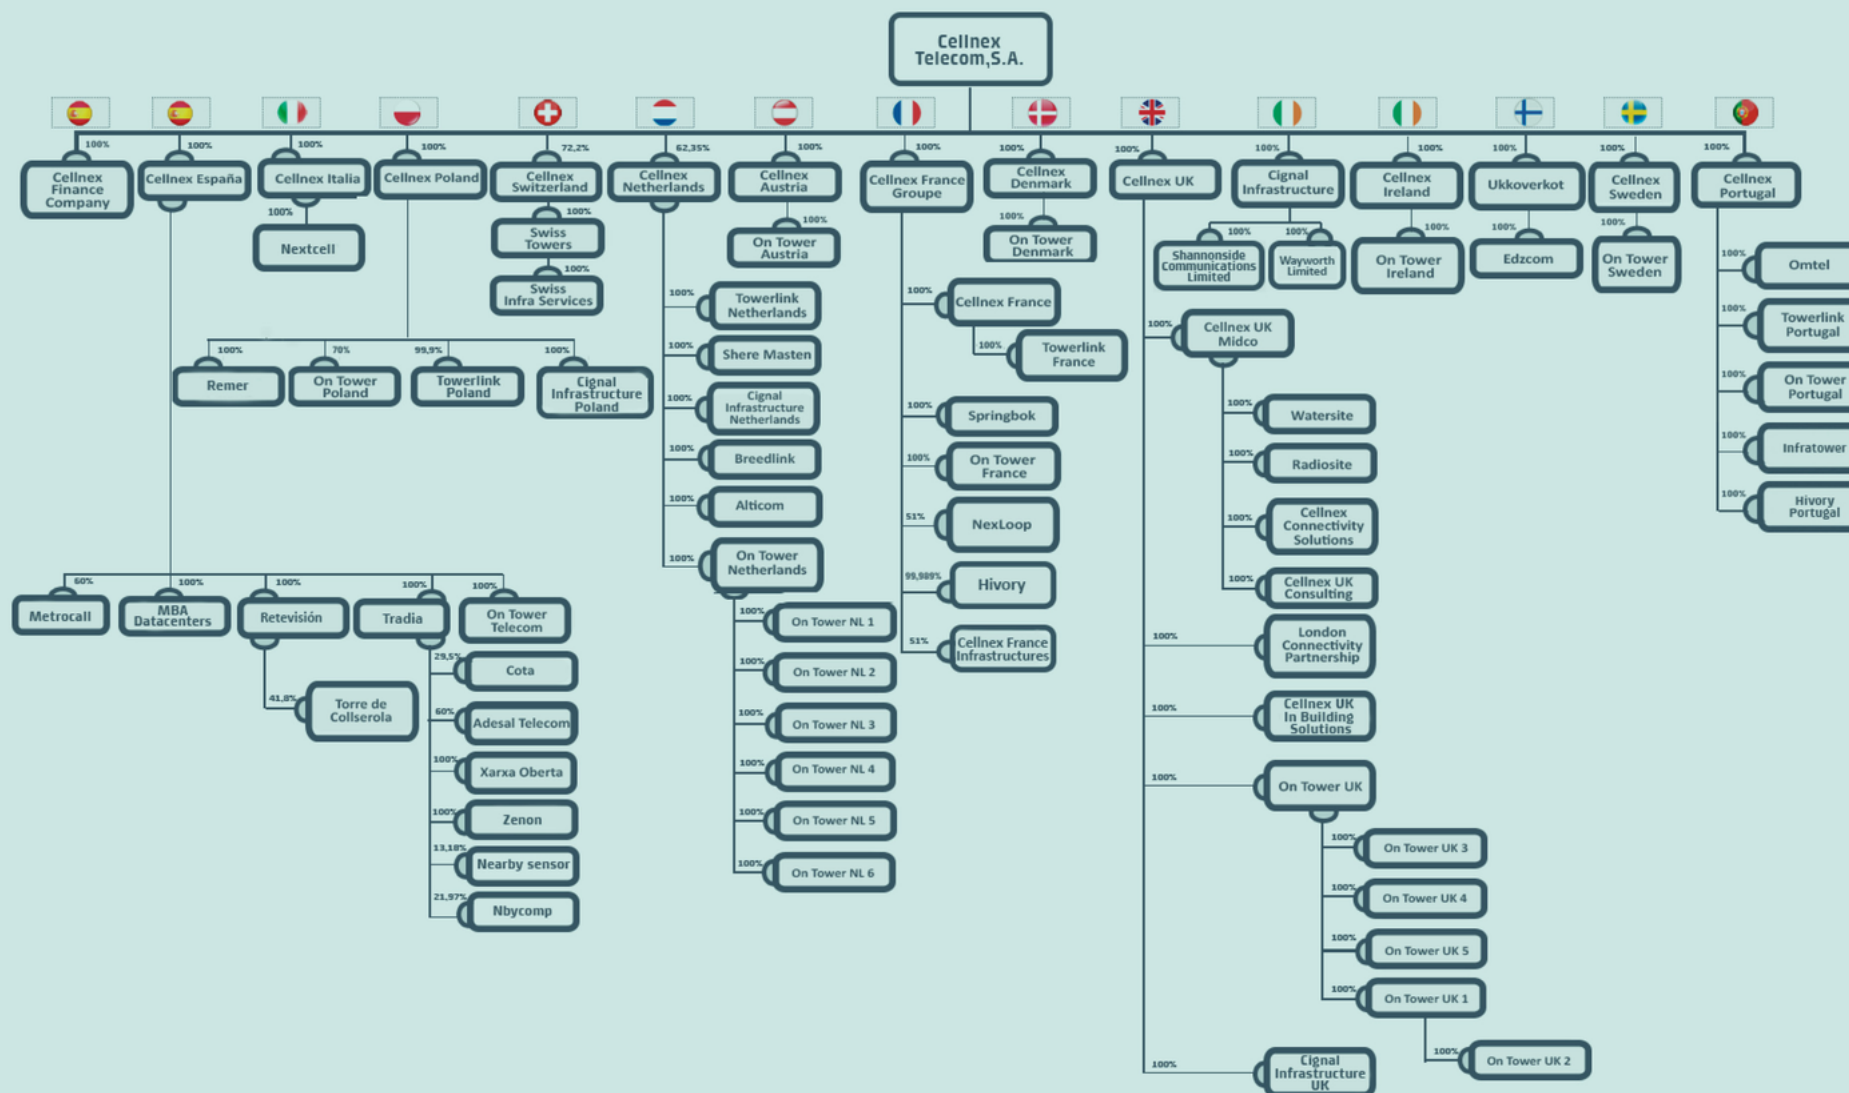 Cellnex
Telecom,S.A.
100%
100%
100%
100%
72,2%
62,35%
100%
100%
100%
100%
100%
100%
100%
100%
100%
Cellnex
Finance
Company
Cellnex España
Cellnex Italia
Cellnex Poland
Cellnex
Switzerland
Cellnex
Netherlands
Cellnex
Austria
Cellnex France
Groupe
Cellnex
Denmark
Cellnex UK
Cignal
Infrastructure
Cellnex
Ireland
Ukkoverkot
Cellnex
Sweden
Cellnex
Portugal
100%
Nextcell
100%
Swiss
Towers
100%
Swiss
Infra Services
100%
On Tower
Austria
100%
On Tower
Denmark
100%
Shannonside
Communications
Limited
100%
Wayworth
Limited
100%
On Tower
Ireland
100%
Edzcom
100%
On Tower
Sweden
100%
Omtel
100%
Towerlink
Portugal
100%
On Tower
Portugal
100%
Infratower
100%
Hivory
Portugal
100%
Remer
70%
On Tower
Poland
99,9%
Towerlink
Poland
100%
Cignal
Infrastructure
Poland
100%
Towerlink
Netherlands
100%
Shere Masten
100%
Cignal
Infrastructure
Netherlands
100%
Breedlink
100%
Alticom
100%
On Tower
Netherlands
100%
On Tower NL 1
100%
On Tower NL 2
100%
On Tower NL 3
100%
On Tower NL 4
100%
On Tower NL 5
100%
On Tower NL 6
100%
Cellnex France
100%
Towerlink
France
100%
Springbok
100%
On Tower
France
51%
NexLoop
99,989%
Hivory
51%
Cellnex France
Infrastructures
100%
Cellnex UK
Midco
100%
Watersite
100%
Radiosite
100%
Cellnex
Connectivity
Solutions
100%
Cellnex UK
Consulting
100%
London
Connectivity
Partnership
100%
Cellnex UK
In Building
Solutions
100%
On Tower UK
100%
On Tower UK 3
100%
On Tower UK 4
100%
On Tower UK 5
100%
On Tower UK 1
100%
On Tower UK 2
100%
Cignal
Infrastructure
UK
60%
Metrocall
100%
MBA
Datacenters
100%
Retevisión
100%
Tradia
100%
On Tower
Telecom
41,8%
Torre de
Collserola
29,5%
Cota
60%
Adesal Telecom
100%
Xarxa Oberta
100%
Zenon
13,18%
Nearby sensor
21,97%
Nbycomp